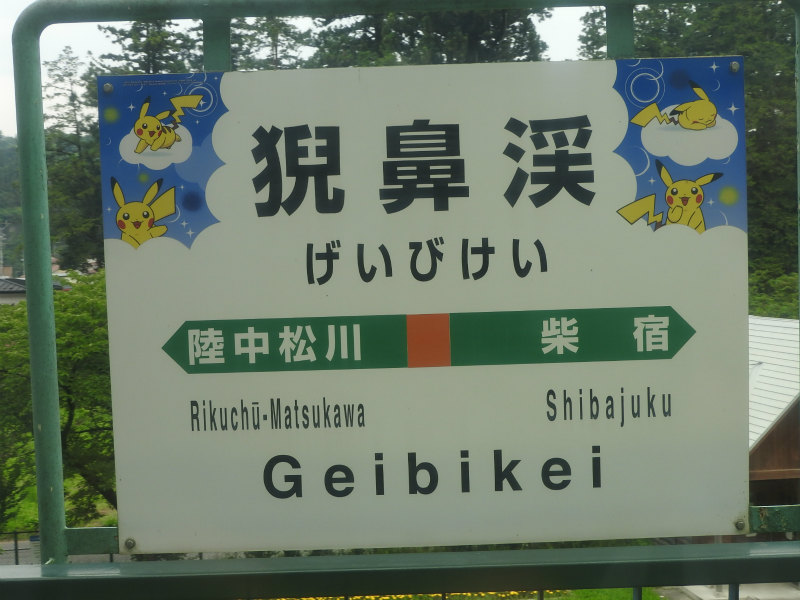 猊鼻渓
げいびけい
陸中松川 柴宿
Rikuchū-Matsukawa Shibajuku
Geibikei